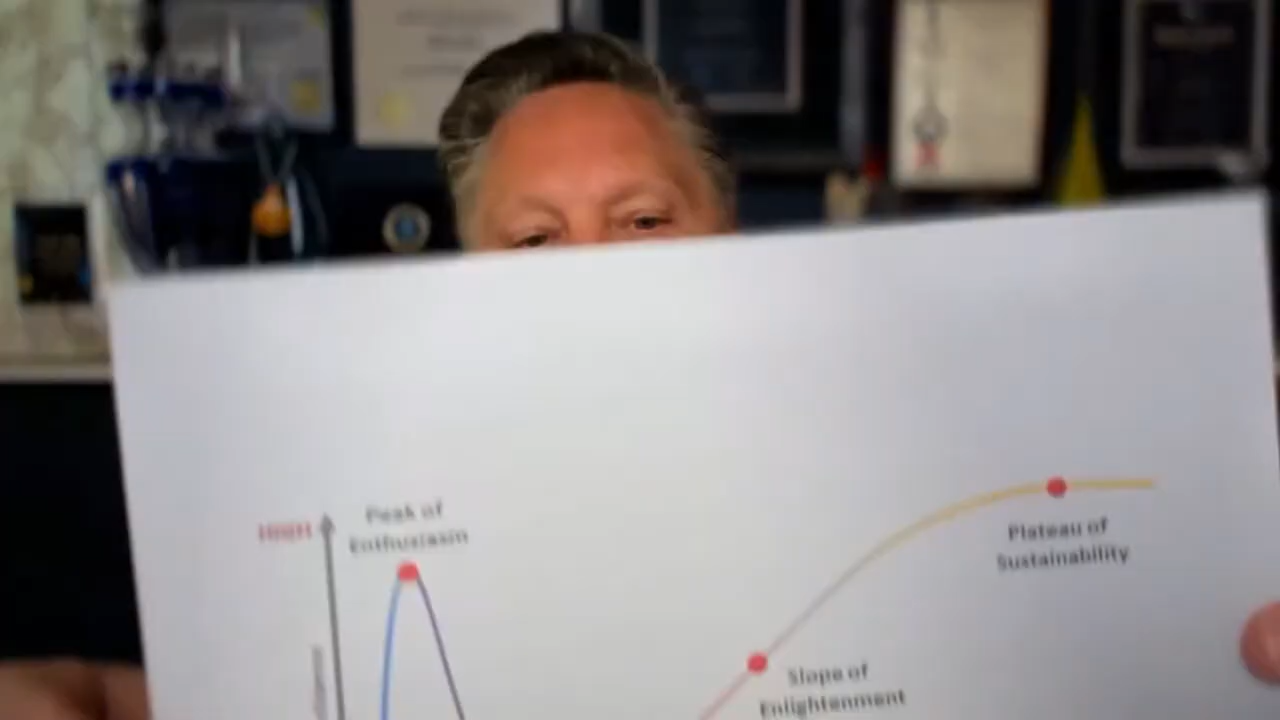 HIGH
Peak of
Enthusiasm
Plateau of
Sustainability
Slope of
Enlightenment